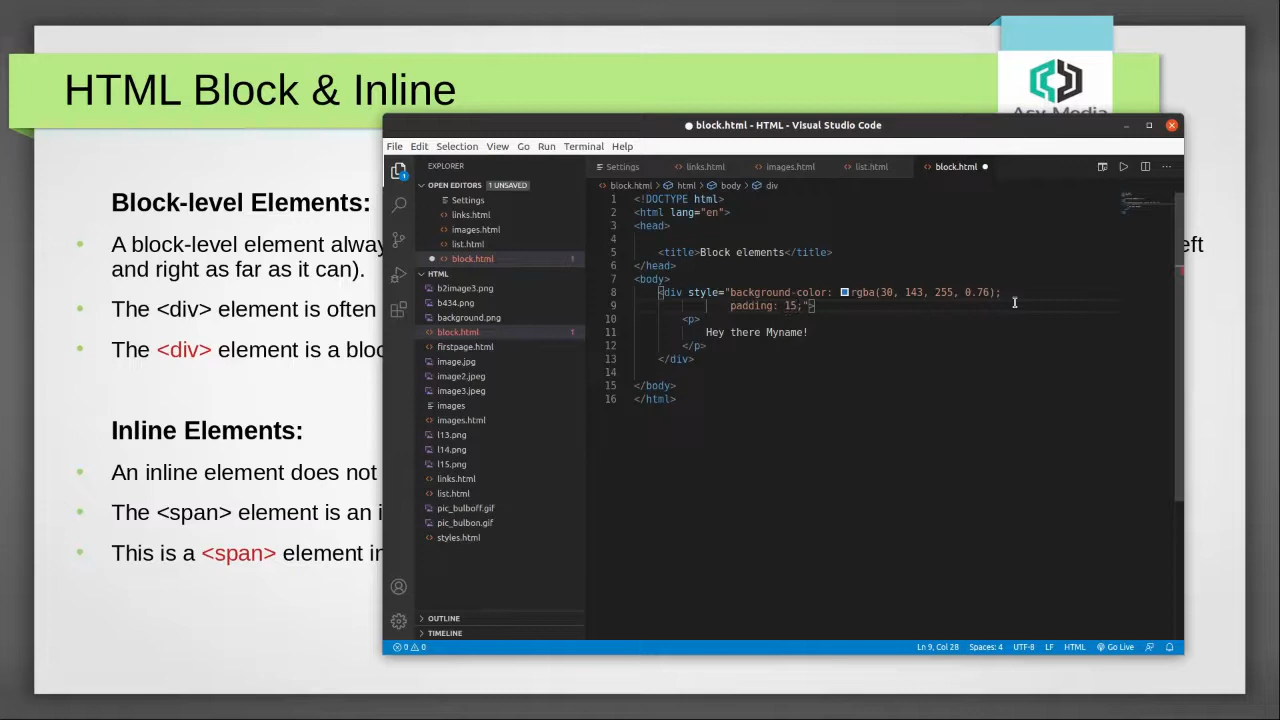 HTML Block & Inline
Asy Media
Block-level Elements:
A block-level element alway
eft
and right as far as it can).
The <div> element is often
The <div> element is a bloc
Inline Elements:
An inline element does not
The <span> element is an i
This is a <span> element in
block.html - HTML - Visual Studio Code
File Edit Selection View Go Run Terminal Help
EXPLORER
OPEN EDITORS 1 UNSAVED
Settings
links.html
images.html
list.html
block.html 1
HTML
b2image3.png
b434.png
background.png
block.html 1
firstpage.html
image.jpg
image2.jpeg
image3.jpeg
images
images.html
l13.png
l14.png
l15.png
links.html
list.html
pic_bulboff.gif
pic_bulbon.gif
styles.html
OUTLINE
TIMELINE
Settings links.html images.html list.html block.html
block.html > html > body > div
1 <!DOCTYPE html>
2 <html lang="en">
3 <head>
4
5 <title>Block elements</title>
6 </head>
7 <body>
8 <div style="background-color: rgba(30, 143, 255, 0.76);
9 padding: 15;">
10 <p>
11 Hey there Myname!
12 </p>
13 </div>
14
15 </body>
16 </html>
0 0 Ln 9, Col 28 Spaces: 4 UTF-8 LF HTML Go Live